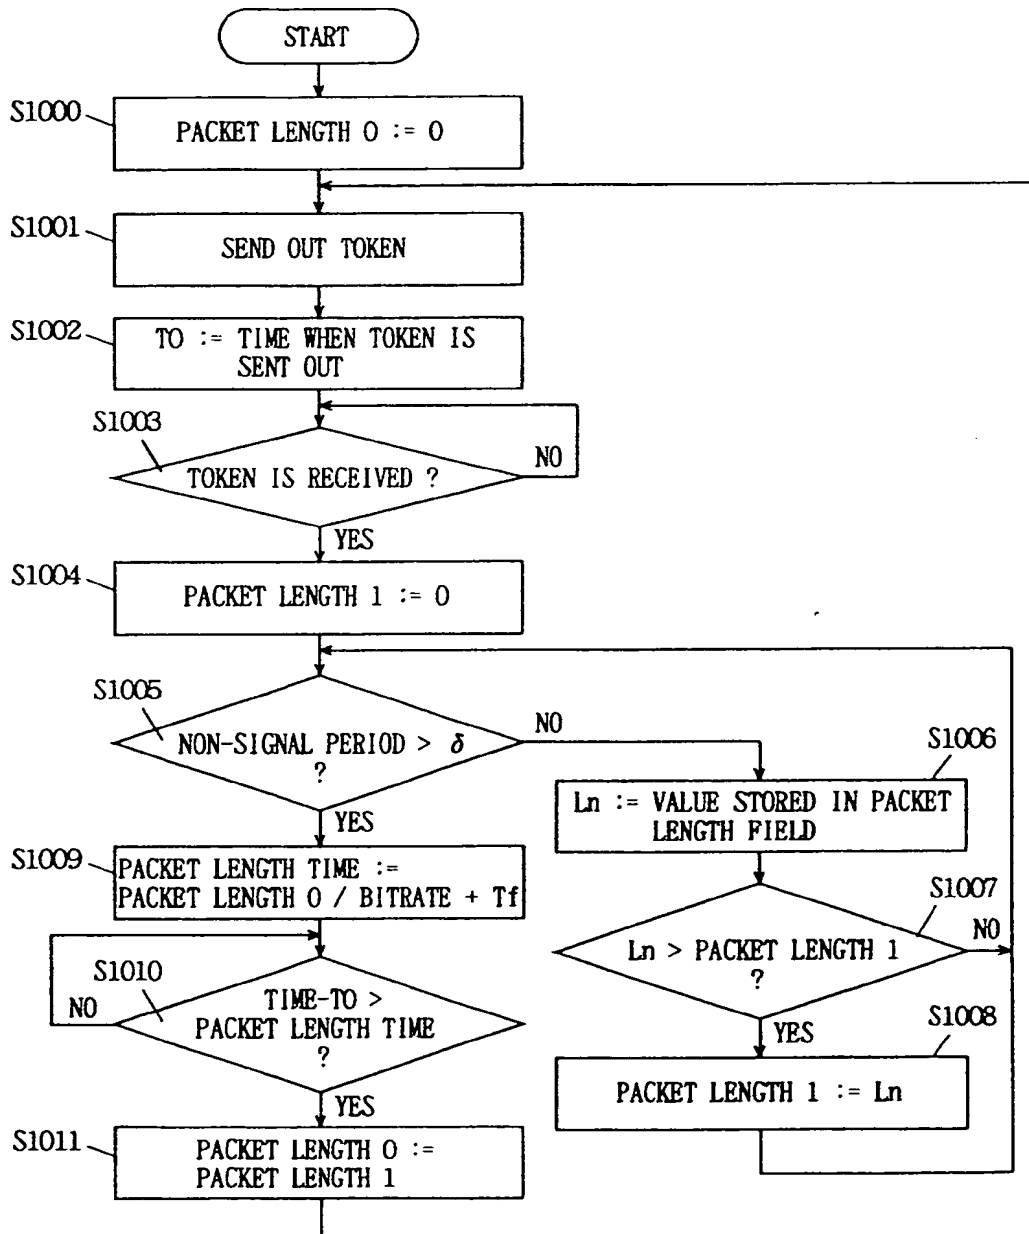 START
S1000
PACKET LENGTH 0 := 0
S1001
SEND OUT TOKEN
S1002
T0 := TIME WHEN TOKEN IS
SENT OUT
S1003
TOKEN IS RECEIVED ?
NO
YES
S1004
PACKET LENGTH 1 := 0
S1005
NON-SIGNAL PERIOD > δ
?
NO
YES
S1006
Ln := VALUE STORED IN PACKET
LENGTH FIELD
S1007
Ln > PACKET LENGTH 1
?
NO
YES
S1008
PACKET LENGTH 1 := Ln
S1009
PACKET LENGTH TIME :=
PACKET LENGTH 0 / BITRATE + Tf
S1010
TIME-T0 >
PACKET LENGTH TIME
?
NO
YES
S1011
PACKET LENGTH 0 :=
PACKET LENGTH 1